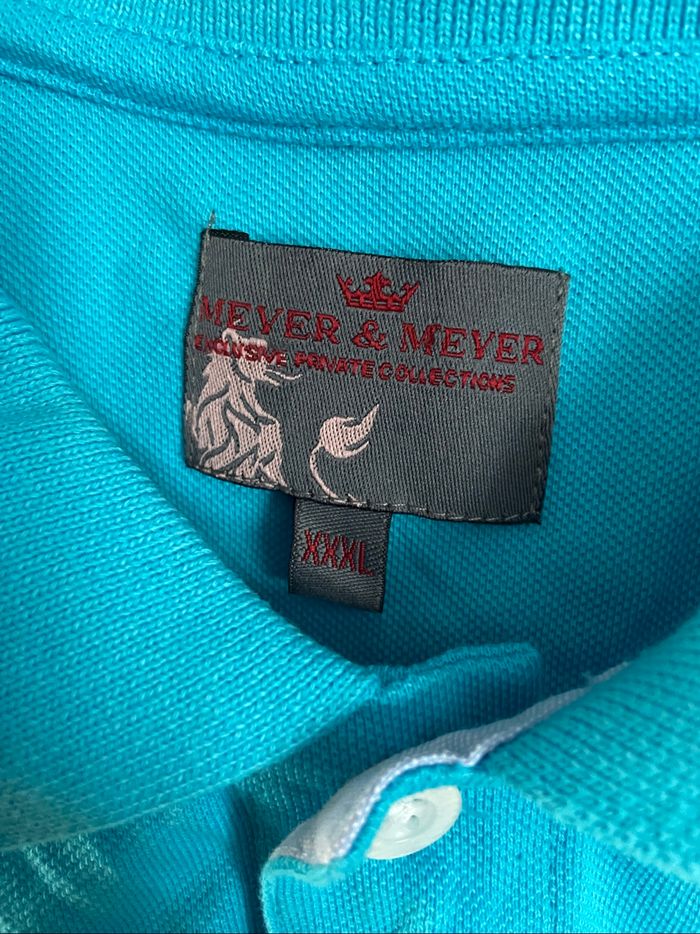 MEYER & MEYER
EXCLUSIVE PRIVATE COLLECTIONS
XXXL